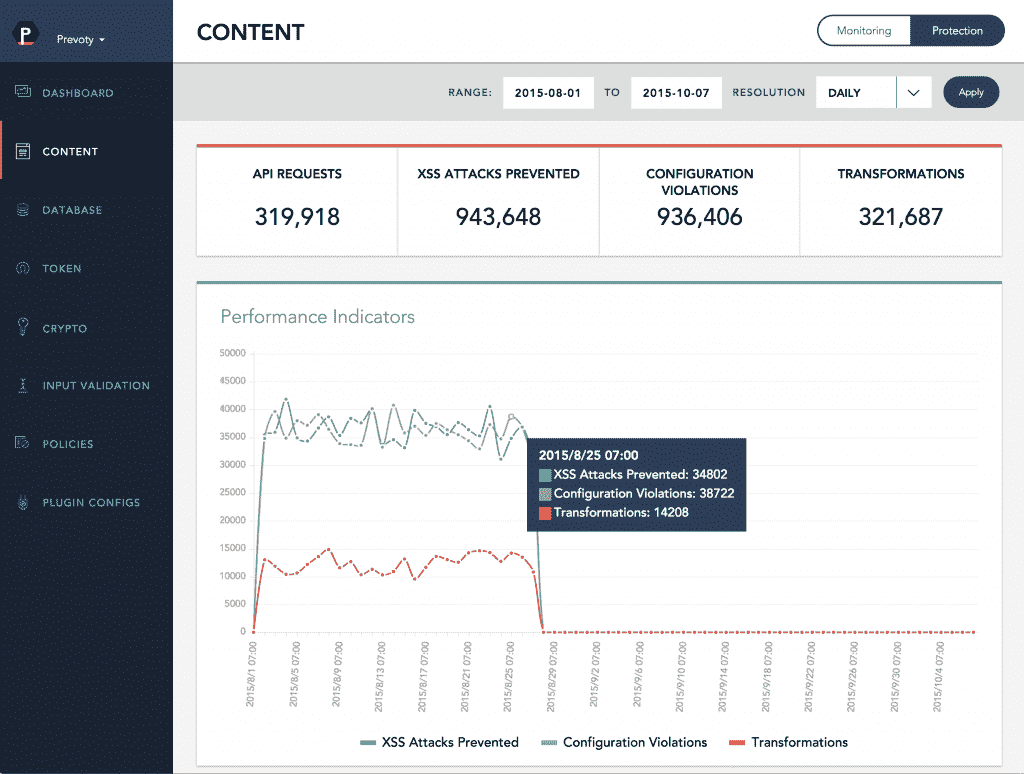 P
Prevoty
CONTENT
Monitoring
Protection
DASHBOARD
CONTENT
DATABASE
TOKEN
CRYPTO
INPUT VALIDATION
POLICIES
PLUGIN CONFIGS
RANGE: 2015-08-01 TO 2015-10-07 RESOLUTION DAILY Apply
API REQUESTS
319,918
XSS ATTACKS PREVENTED
943,648
CONFIGURATION
VIOLATIONS
936,406
TRANSFORMATIONS
321,687
Performance Indicators
50000
45000
40000
35000
30000
25000
20000
15000
10000
5000
0
2015/8/25 07:00
XSS Attacks Prevented: 34802
Configuration Violations: 38722
Transformations: 14208
2015/8/1 07:00
2015/8/5 07:00
2015/8/9 07:00
2015/8/13 07:00
2015/8/17 07:00
2015/8/21 07:00
2015/8/25 07:00
2015/8/29 07:00
2015/9/2 07:00
2015/9/6 07:00
2015/9/10 07:00
2015/9/14 07:00
2015/9/18 07:00
2015/9/22 07:00
2015/9/26 07:00
2015/9/30 07:00
2015/10/4 07:00
XSS Attacks Prevented
Configuration Violations
Transformations